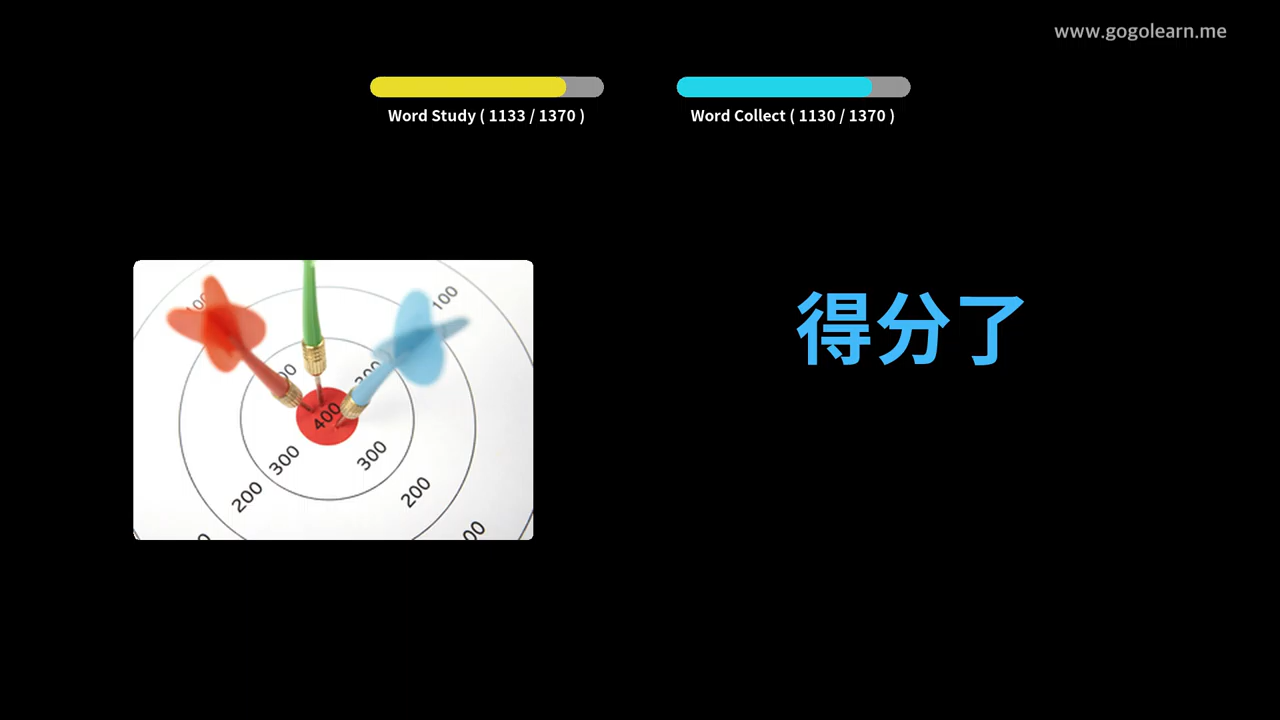 www.gogolearn.me
Word Study ( 1133 / 1370 )
Word Collect ( 1130 / 1370 )
得分了
100
100
400
300
300
200
200